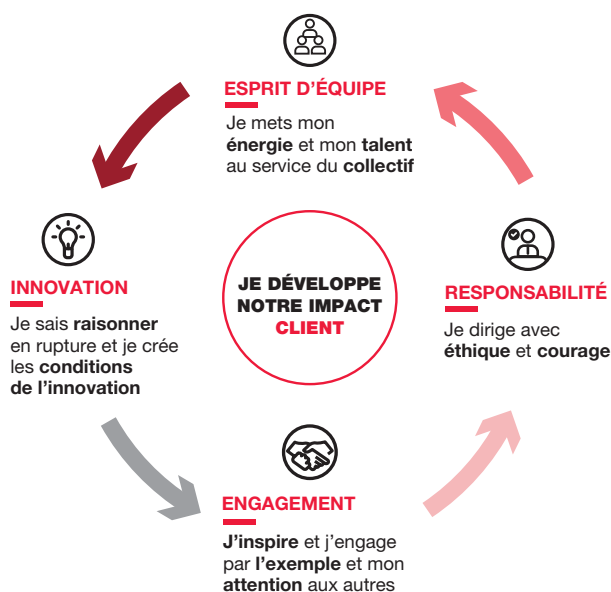 ESPRIT D'ÉQUIPE
Je mets mon
énergie et mon talent
au service du collectif
INNOVATION
Je sais raisonner
en rupture et je crée
les conditions
de l'innovation
JE DÉVELOPPE
NOTRE IMPACT
CLIENT
RESPONSABILITÉ
Je dirige avec
éthique et courage
ENGAGEMENT
J'inspire et j'engage
par l'exemple et mon
attention aux autres